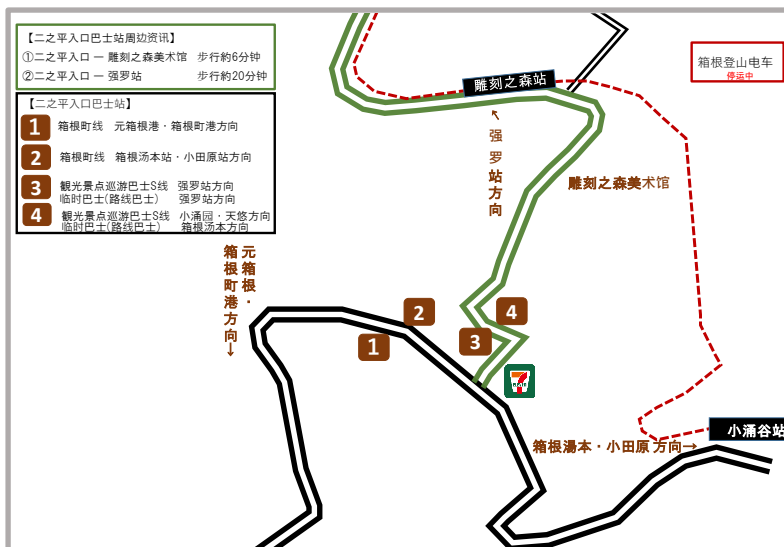 【二之平入口巴士站周边资讯】
①二之平入口 ー 雕刻之森美术馆 步行約6分钟
②二之平入口 ー 强罗站 步行約20分钟
【二之平入口巴士站】
1 箱根町线 元箱根港・箱根町港方向
2 箱根町线 箱根汤本站・小田原站方向
3 観光景点巡游巴士S线 强罗站方向
临时巴士(路线巴士) 强罗站方向
4 観光景点巡游巴士S线 小涌园・天悠方向
临时巴士(路线巴士) 箱根汤本方向
箱根登山电车
停运中
雕刻之森站
←强罗站方向
雕刻之森美术馆
元箱根・
箱根町港方向→
2
4
1
3
7
小涌谷站
箱根湯本・小田原方向→